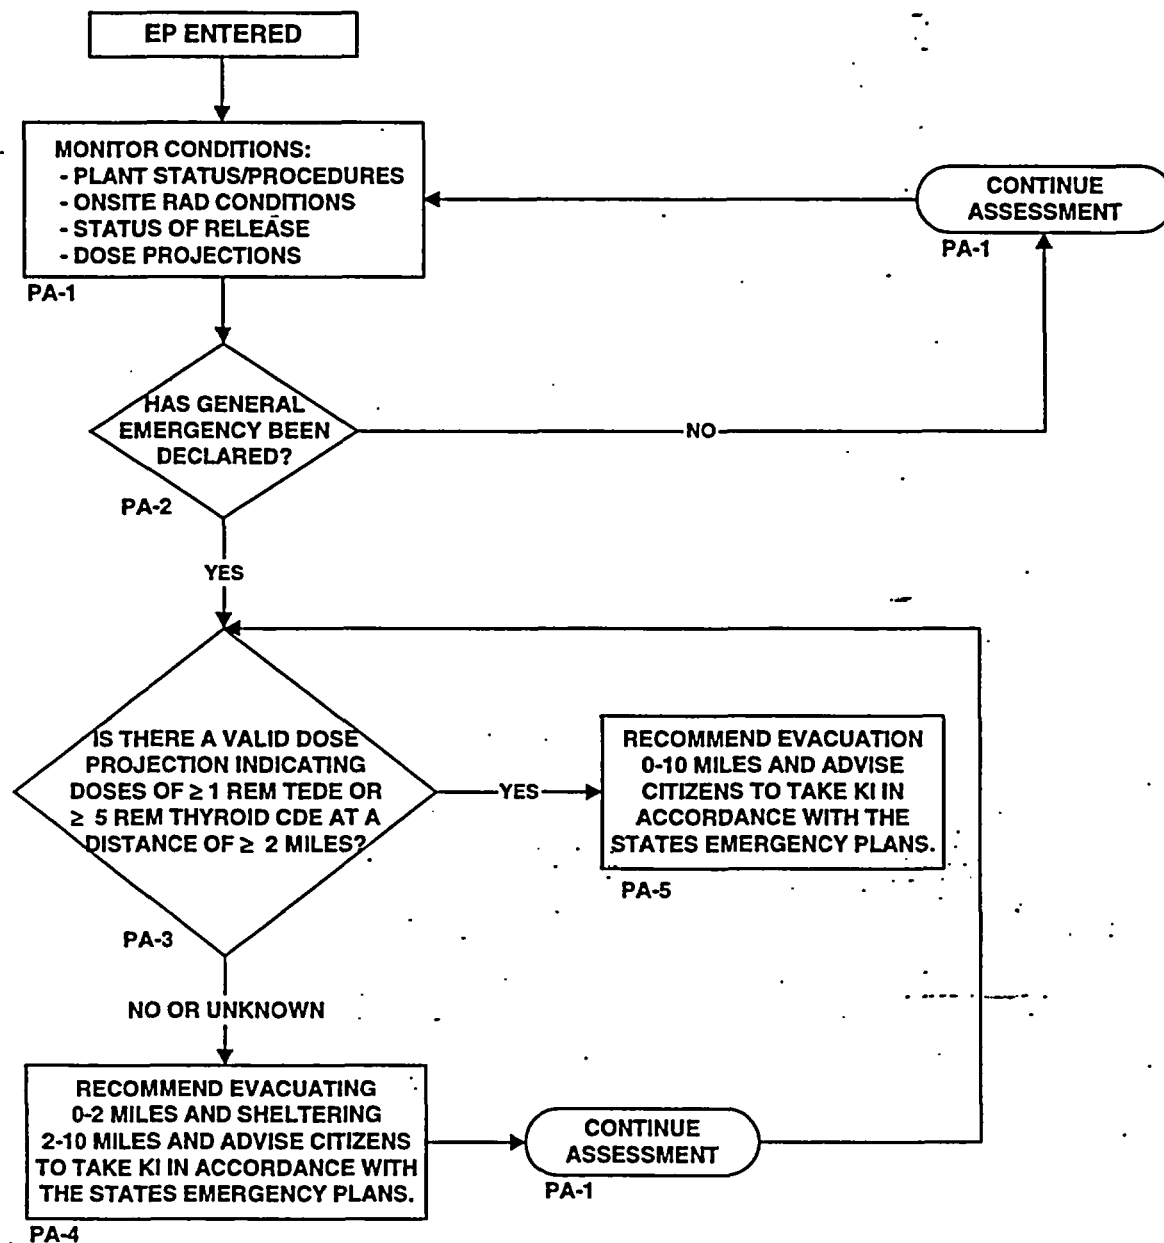 EP ENTERED
MONITOR CONDITIONS:
- PLANT STATUS/PROCEDURES
- ONSITE RAD CONDITIONS
- STATUS OF RELEASE
- DOSE PROJECTIONS
PA-1
CONTINUE
ASSESSMENT
PA-1
HAS GENERAL
EMERGENCY BEEN
DECLARED?
PA-2
NO
YES
IS THERE A VALID DOSE
PROJECTION INDICATING
DOSES OF ≥ 1 REM TEDE OR
≥ 5 REM THYROID CDE AT A
DISTANCE OF ≥ 2 MILES?
PA-3
YES
RECOMMEND EVACUATION
0-10 MILES AND ADVISE
CITIZENS TO TAKE KI IN
ACCORDANCE WITH THE
STATES EMERGENCY PLANS.
PA-5
NO OR UNKNOWN
RECOMMEND EVACUATING
0-2 MILES AND SHELTERING
2-10 MILES AND ADVISE CITIZENS
TO TAKE KI IN ACCORDANCE WITH
THE STATES EMERGENCY PLANS.
PA-4
CONTINUE
ASSESSMENT
PA-1